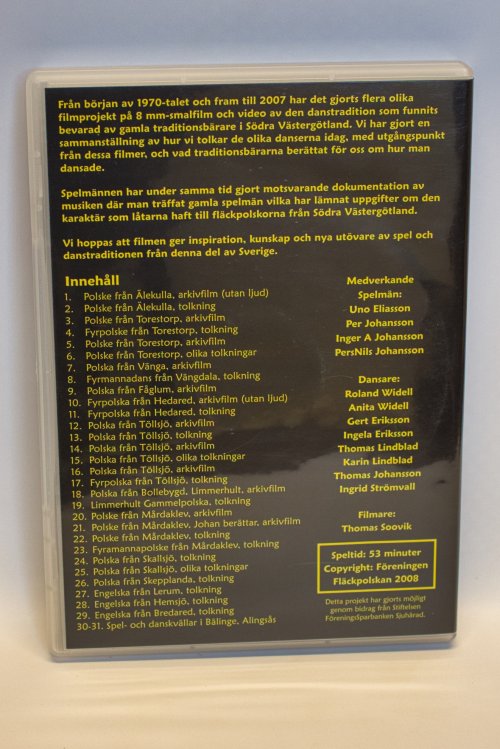 Från början av 1970-talet och fram till 2007 har det gjorts flera olika
filmprojekt på 8 mm-smalfilm och video av den danstradition som funnits
bevarad av gamla traditionsbärare i Södra Västergötland. Vi har gjort en
sammanställning av hur vi tolkar de olika danserna idag, med utgångspunkt
från dessa filmer, och vad traditionsbärarna berättat för oss om hur man
dansade.
Spelmännen har under samma tid gjort motsvarande dokumentation av
musiken där man träffat gamla spelmän vilka har lämnat uppgifter om den
karaktär som låtarna haft till fläckpolskorna från Södra Västergötland.
Vi hoppas att filmen ger inspiration, kunskap och nya utövare av spel och
danstraditionen från denna del av Sverige.
Innehåll
1. Polske från Älekulla, arkivfilm (utan ljud)
2. Polske från Älekulla, tolkning
3. Polske från Torestorp, arkivfilm
4. Fyrpolske från Torestorp, tolkning
5. Polske från Torestorp, arkivfilm
6. Polske från Torestorp, olika tolkningar
7. Polska från Vänga, arkivfilm
8. Fyrmannadans från Vängdala, tolkning
9. Polska från Fåglum, arkivfilm
10. Fyrpolska från Hedared, arkivfilm (utan ljud)
11. Fyrpolska från Hedared, tolkning
12. Polska från Töllsjö, arkivfilm
13. Polska från Töllsjö, tolkning
14. Polska från Töllsjö, arkivfilm
15. Polska från Töllsjö, olika tolkningar
16. Polska från Töllsjö, arkivfilm
17. Fyrpolska från Töllsjö, tolkning
18. Polska från Bollebygd, Limmerhult, arkivfilm
19. Limmerhult Gammelpolska, tolkning
20. Polske från Mårdaklev, arkivfilm
21. Polske från Mårdaklev, Johan berättar, arkivfilm
22. Polske från Mårdaklev, tolkning
23. Fyramannapolske från Mårdaklev, tolkning
24. Polska från Skallsjö, tolkning
25. Polska från Skallsjö, olika tolkningar
26. Polska från Skepplanda, tolkning
27. Engelska från Lerum, tolkning
28. Engelska från Hemsjö, tolkning
29. Engelska från Bredared, tolkning
30-31. Spel- och danskvällar i Bälinge, Alingsås
Medverkande
Spelmän:
Uno Eliasson
Per Johansson
Inger A Johansson
PersNils Johansson
Dansare:
Roland Widell
Anita Widell
Gert Eriksson
Ingela Eriksson
Thomas Lindblad
Karin Lindblad
Thomas Johansson
Ingrid Strömvall
Filmare:
Thomas Soovik
Speltid: 53 minuter
Copyright: Föreningen
Fläckpolskan 2008
Detta projekt har gjorts möjligt
genom bidrag från Stiftelsen
FöreningsSparbanken Sjuhärad.